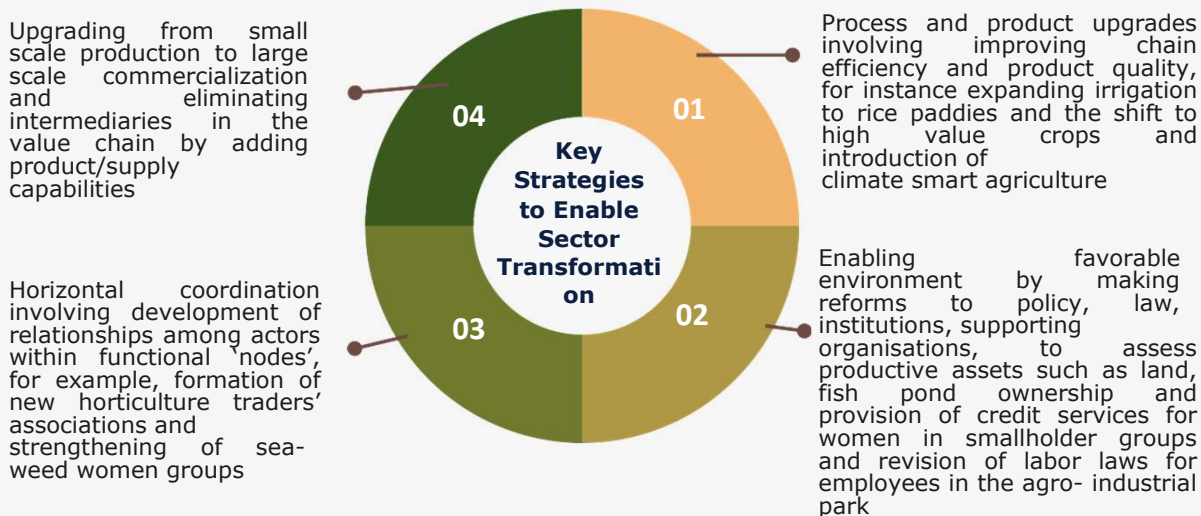 Upgrading from small
scale production to large
scale commercialization
and eliminating
intermediaries in the
value chain by adding
product/supply
capabilities
Process and product upgrades
involving improving chain
efficiency and product quality,
for instance expanding irrigation
to rice paddies and the shift to
high value crops and
introduction of
climate smart agriculture
04
01
Key
Strategies
to Enable
Sector
Transformati
on
03
02
Horizontal coordination
involving development of
relationships among actors
within functional ‘nodes’,
for example, formation of
new horticulture traders’
associations and
strengthening of sea-
weed women groups
Enabling favorable
environment by making
reforms to policy, law,
institutions, supporting
organisations, to assess
productive assets such as land,
fish pond ownership and
provision of credit services for
women in smallholder groups
and revision of labor laws for
employees in the agro- industrial
park